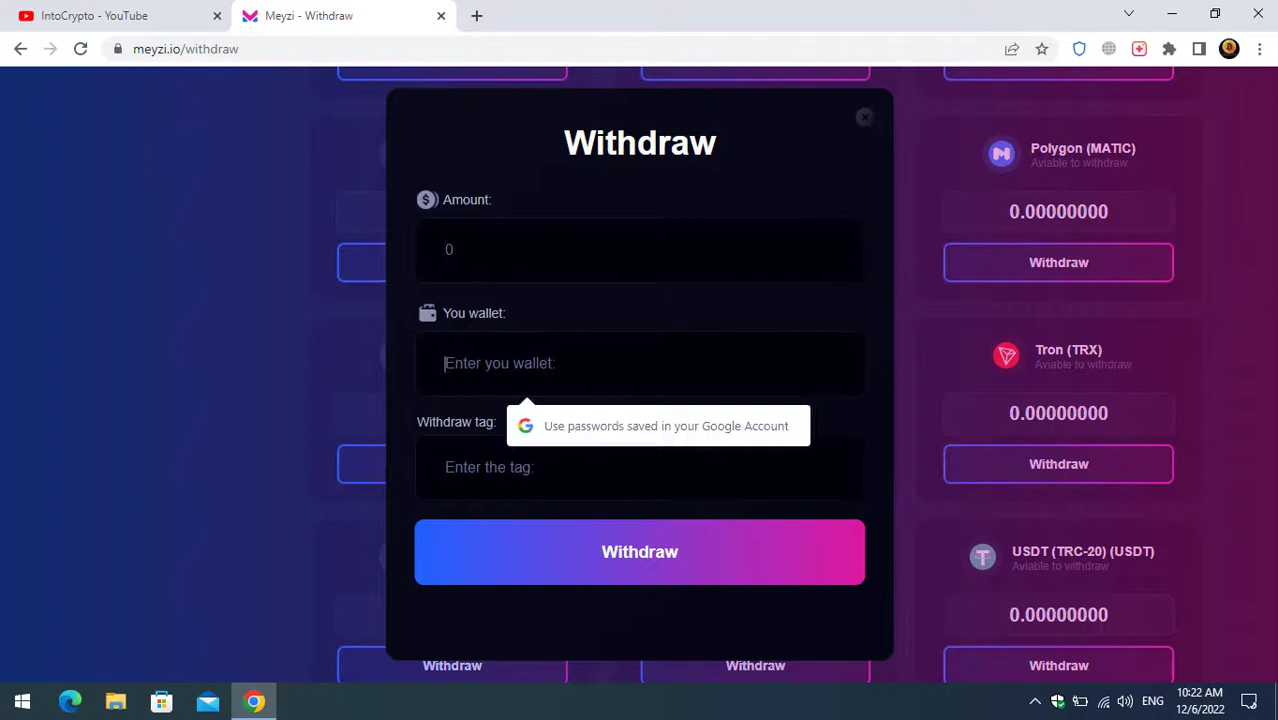 IntoCrypto - YouTube
Meyzi - Withdraw
meyzi.io/withdraw
Withdraw
Amount:
0
You wallet:
Enter you wallet:
Use passwords saved in your Google Account
Withdraw tag:
Enter the tag:
Withdraw
Polygon (MATIC)
Aviable to withdraw
0.00000000
Withdraw
Tron (TRX)
Aviable to withdraw
0.00000000
Withdraw
USDT (TRC-20) (USDT)
Aviable to withdraw
0.00000000
Withdraw
Withdraw
Withdraw
ENG
10:22 AM
12/6/2022